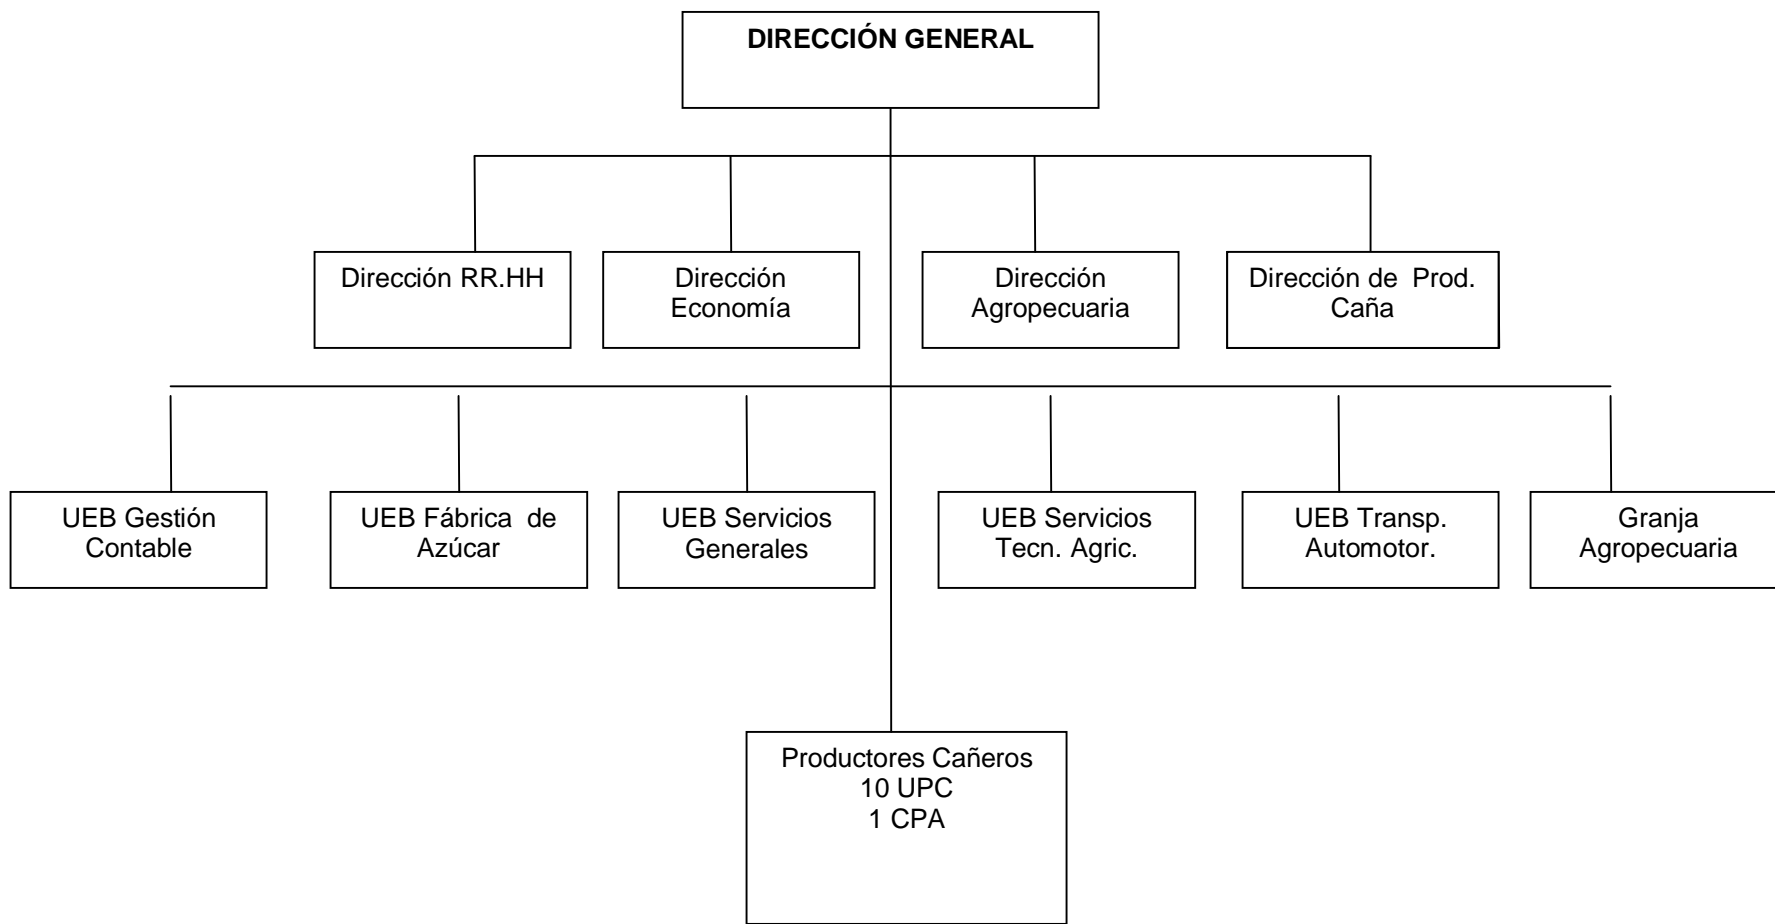 DIRECCIÓN GENERAL
Dirección RR.HH
Dirección
Economía
Dirección
Agropecuaria
Dirección de  Prod.
Caña
UEB Gestión
Contable
UEB Fábrica  de
Azúcar
UEB Servicios
Generales
UEB Servicios
Tecn. Agric.
UEB Transp.
Automotor.
Granja
Agropecuaria
Productores Cañeros
10 UPC
1 CPA